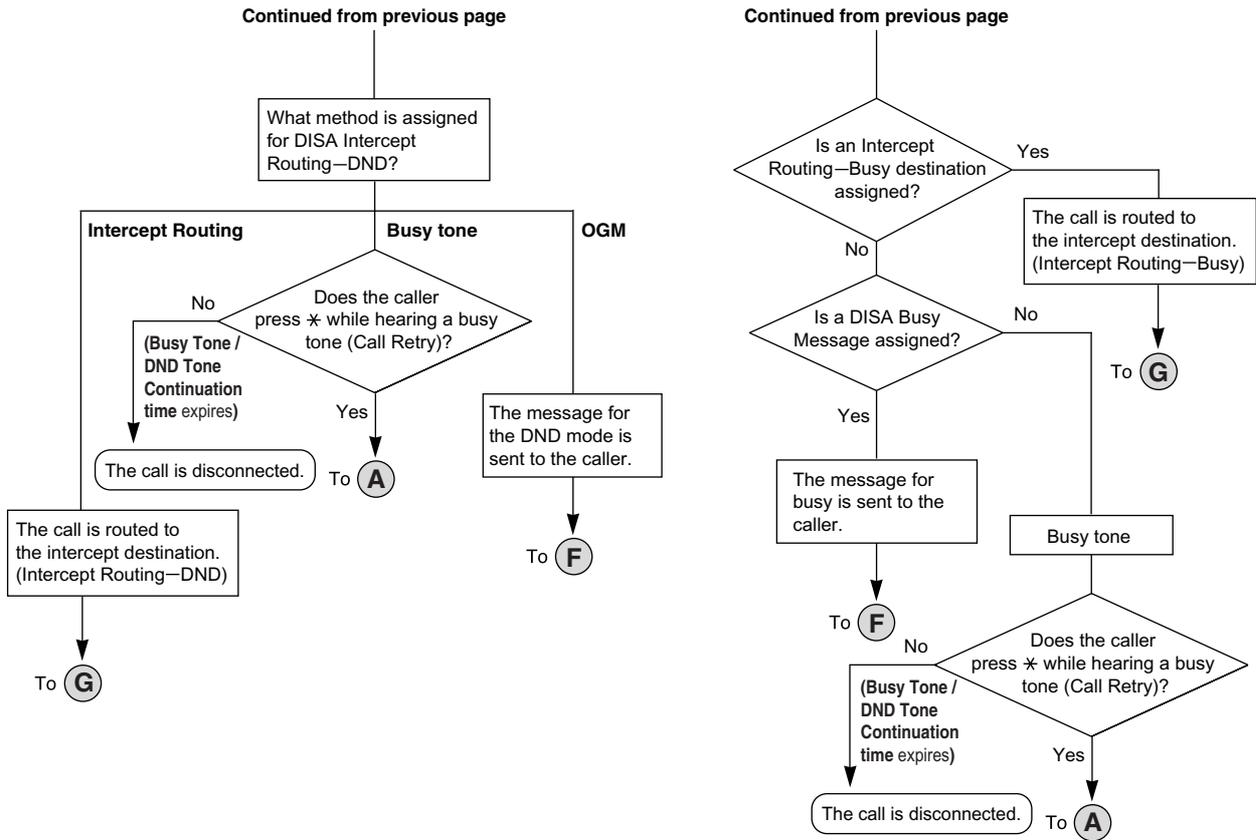 Continued from previous page
What method is assigned
for DISA Intercept
Routing—DND?
Intercept Routing
Busy tone
OGM
No
Does the caller
press ✳ while hearing a busy
tone (Call Retry)?
(Busy Tone /
DND Tone
Continuation
time expires)
Yes
The call is disconnected.
To A
The message for
the DND mode is
sent to the caller.
To F
The call is routed to
the intercept destination.
(Intercept Routing—DND)
To G
Continued from previous page
Is an Intercept
Routing—Busy destination
assigned?
Yes
The call is routed to
the intercept destination.
(Intercept Routing—Busy)
To G
No
Is a DISA Busy
Message assigned?
No
Yes
The message for
busy is sent to the
caller.
To F
Busy tone
Does the caller
press ✳ while hearing a busy
tone (Call Retry)?
No
(Busy Tone /
DND Tone
Continuation
time expires)
Yes
The call is disconnected.
To A